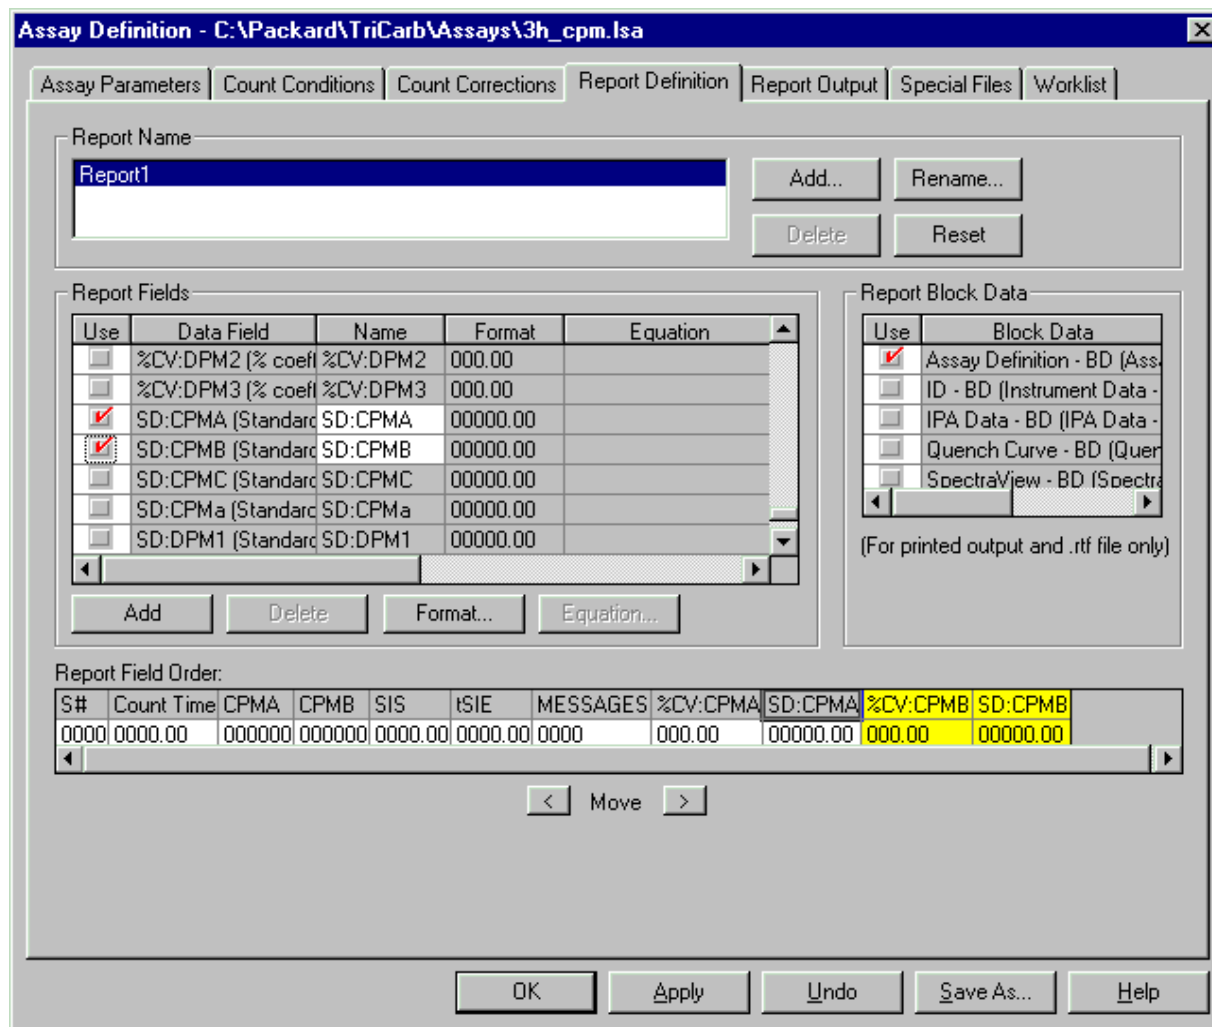 Assay Definition - C:\Packard\TriCarb\Assays\3h_cpm.lsa
Assay Parameters Count Conditions Count Corrections Report Definition Report Output Special Files Worklist
Report Name
Report1
Add... Rename...
Delete Reset
Report Fields Report Block Data
Use Data Field Name Format Equation Use Block Data
%CV:DPM2 (% coeff %CV:DPM2 000.00 Assay Definition - BD (Ass
%CV:DPM3 (% coeff %CV:DPM3 000.00 ID - BD (Instrument Data -
SD:CPMA (Standard SD:CPMA 00000.00 IPA Data - BD (IPA Data -
SD:CPMB (Standard SD:CPMB 00000.00 Quench Curve - BD (Quen
SD:CPMC (Standard SD:CPMC 00000.00 SpectraView - BD (Spectra
SD:CPMa (Standard SD:CPMa 00000.00
SD:DPM1 (Standard SD:DPM1 00000.00 (For printed output and .rtf file only)
Add Delete Format... Equation...
Report Field Order:
S# Count Time CPMA CPMB SIS tSIE MESSAGES %CV:CPMA SD:CPMA %CV:CPMB SD:CPMB
0000 0000.00 000000 000000 0000.00 0000.00 0000 000.00 00000.00 000.00 00000.00
< Move >
OK Apply Undo Save As... Help